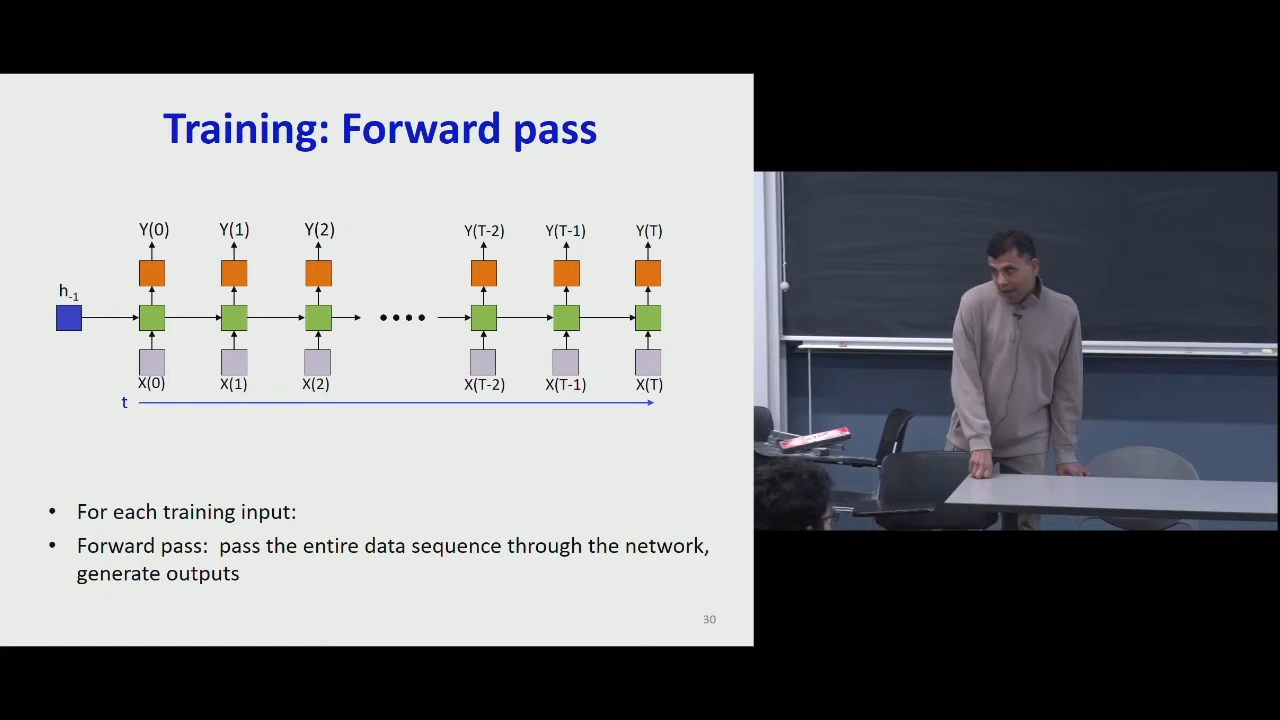 Training: Forward pass
Y(0) Y(1) Y(2) Y(T-2) Y(T-1) Y(T)
h-1
X(0) X(1) X(2) X(T-2) X(T-1) X(T)
t
• For each training input:
• Forward pass: pass the entire data sequence through the network,
generate outputs
30